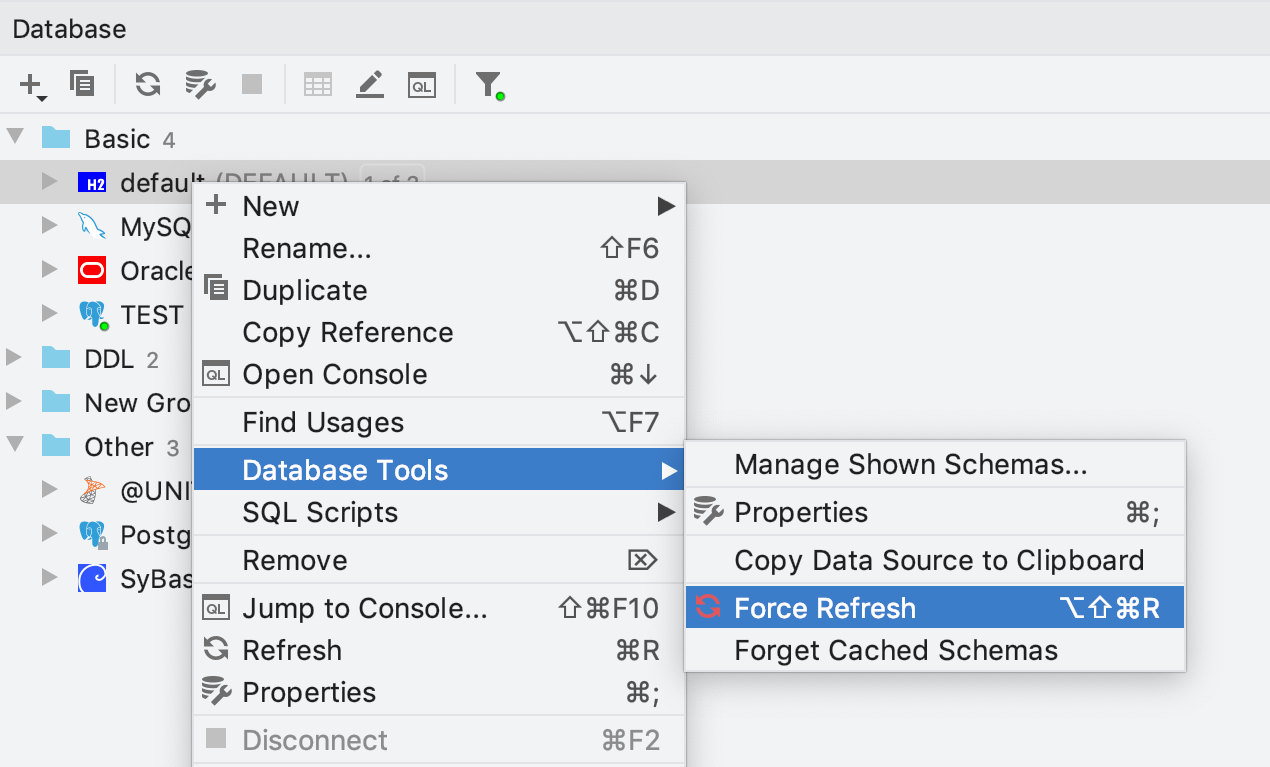 Database
QL
Basic 4
H2 default (DEFAULT)
MySQ
Oracle
TEST
DDL 2
New Gro
Other 3
@UNI
Postg
SyBas
New
Rename... ⇧F6
Duplicate ⌘D
Copy Reference ⌥⇧⌘C
QL Open Console ⌘↓
Find Usages ⌥F7
Database Tools
SQL Scripts
Remove ⌦
QL Jump to Console... ⇧⌘F10
Refresh ⌘R
Properties ⌘;
Disconnect ⌘F2
Manage Shown Schemas...
Properties ⌘;
Copy Data Source to Clipboard
Force Refresh ⌥⇧⌘R
Forget Cached Schemas